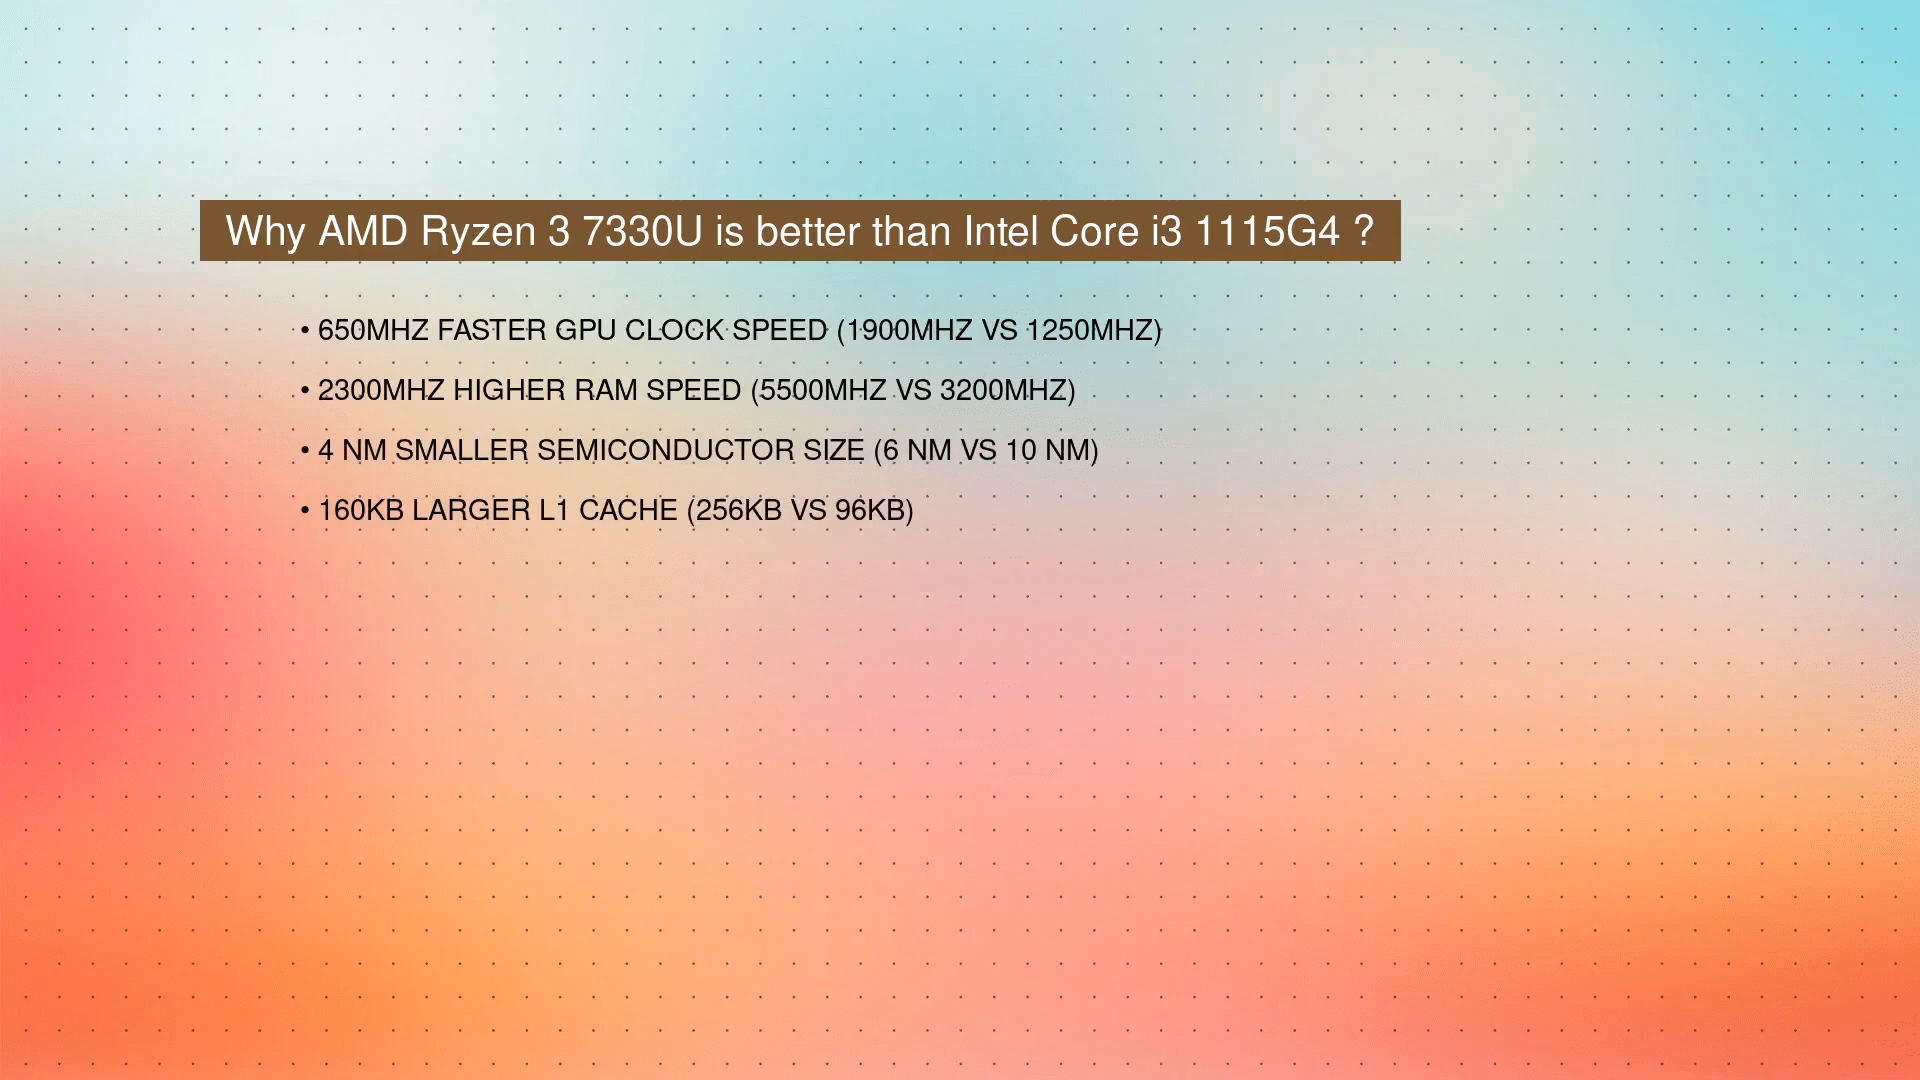 Why AMD Ryzen 3 7330U is better than Intel Core i3 1115G4 ?
• 650MHZ FASTER GPU CLOCK SPEED (1900MHZ VS 1250MHZ)
• 2300MHZ HIGHER RAM SPEED (5500MHZ VS 3200MHZ)
• 4 NM SMALLER SEMICONDUCTOR SIZE (6 NM VS 10 NM)
• 160KB LARGER L1 CACHE (256KB VS 96KB)